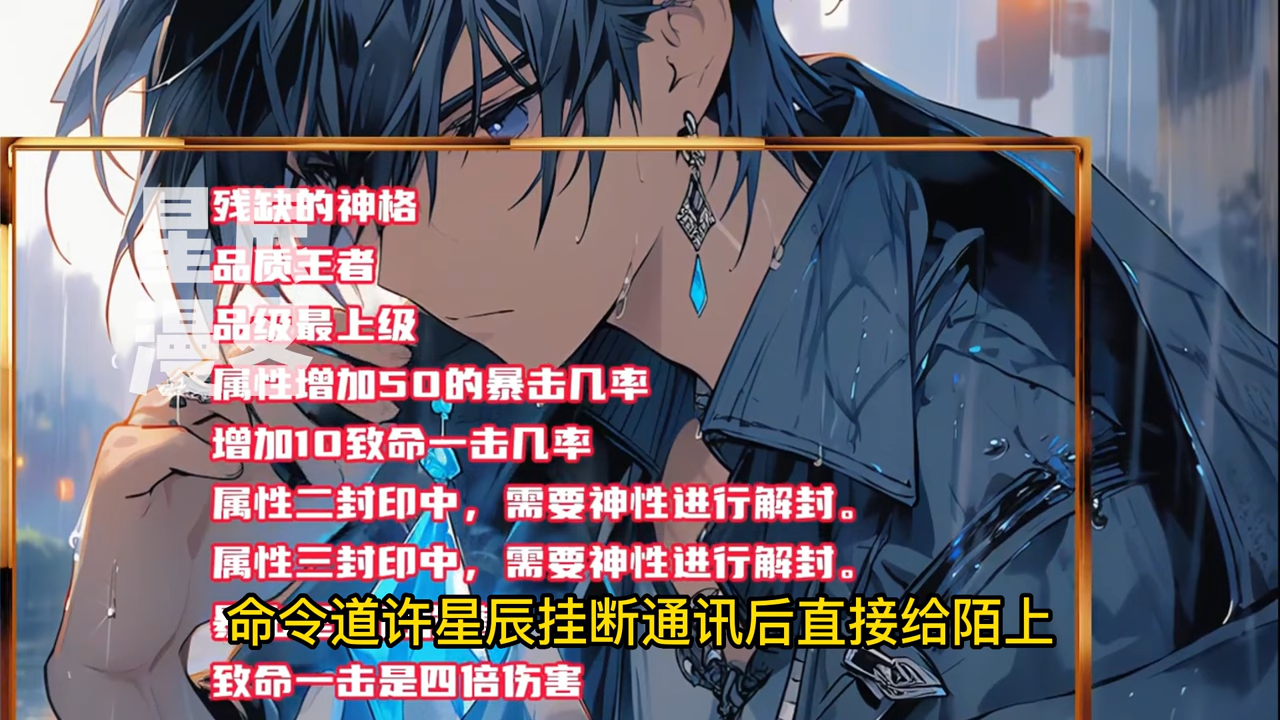 残缺的神格
品质王者
品级最上级
属性增加50的暴击几率
增加10致命一击几率
属性二封印中，需要神性进行解封。
属性三封印中，需要神性进行解封。
命令道许星辰挂断通讯后直接给陌上
致命一击是四倍伤害